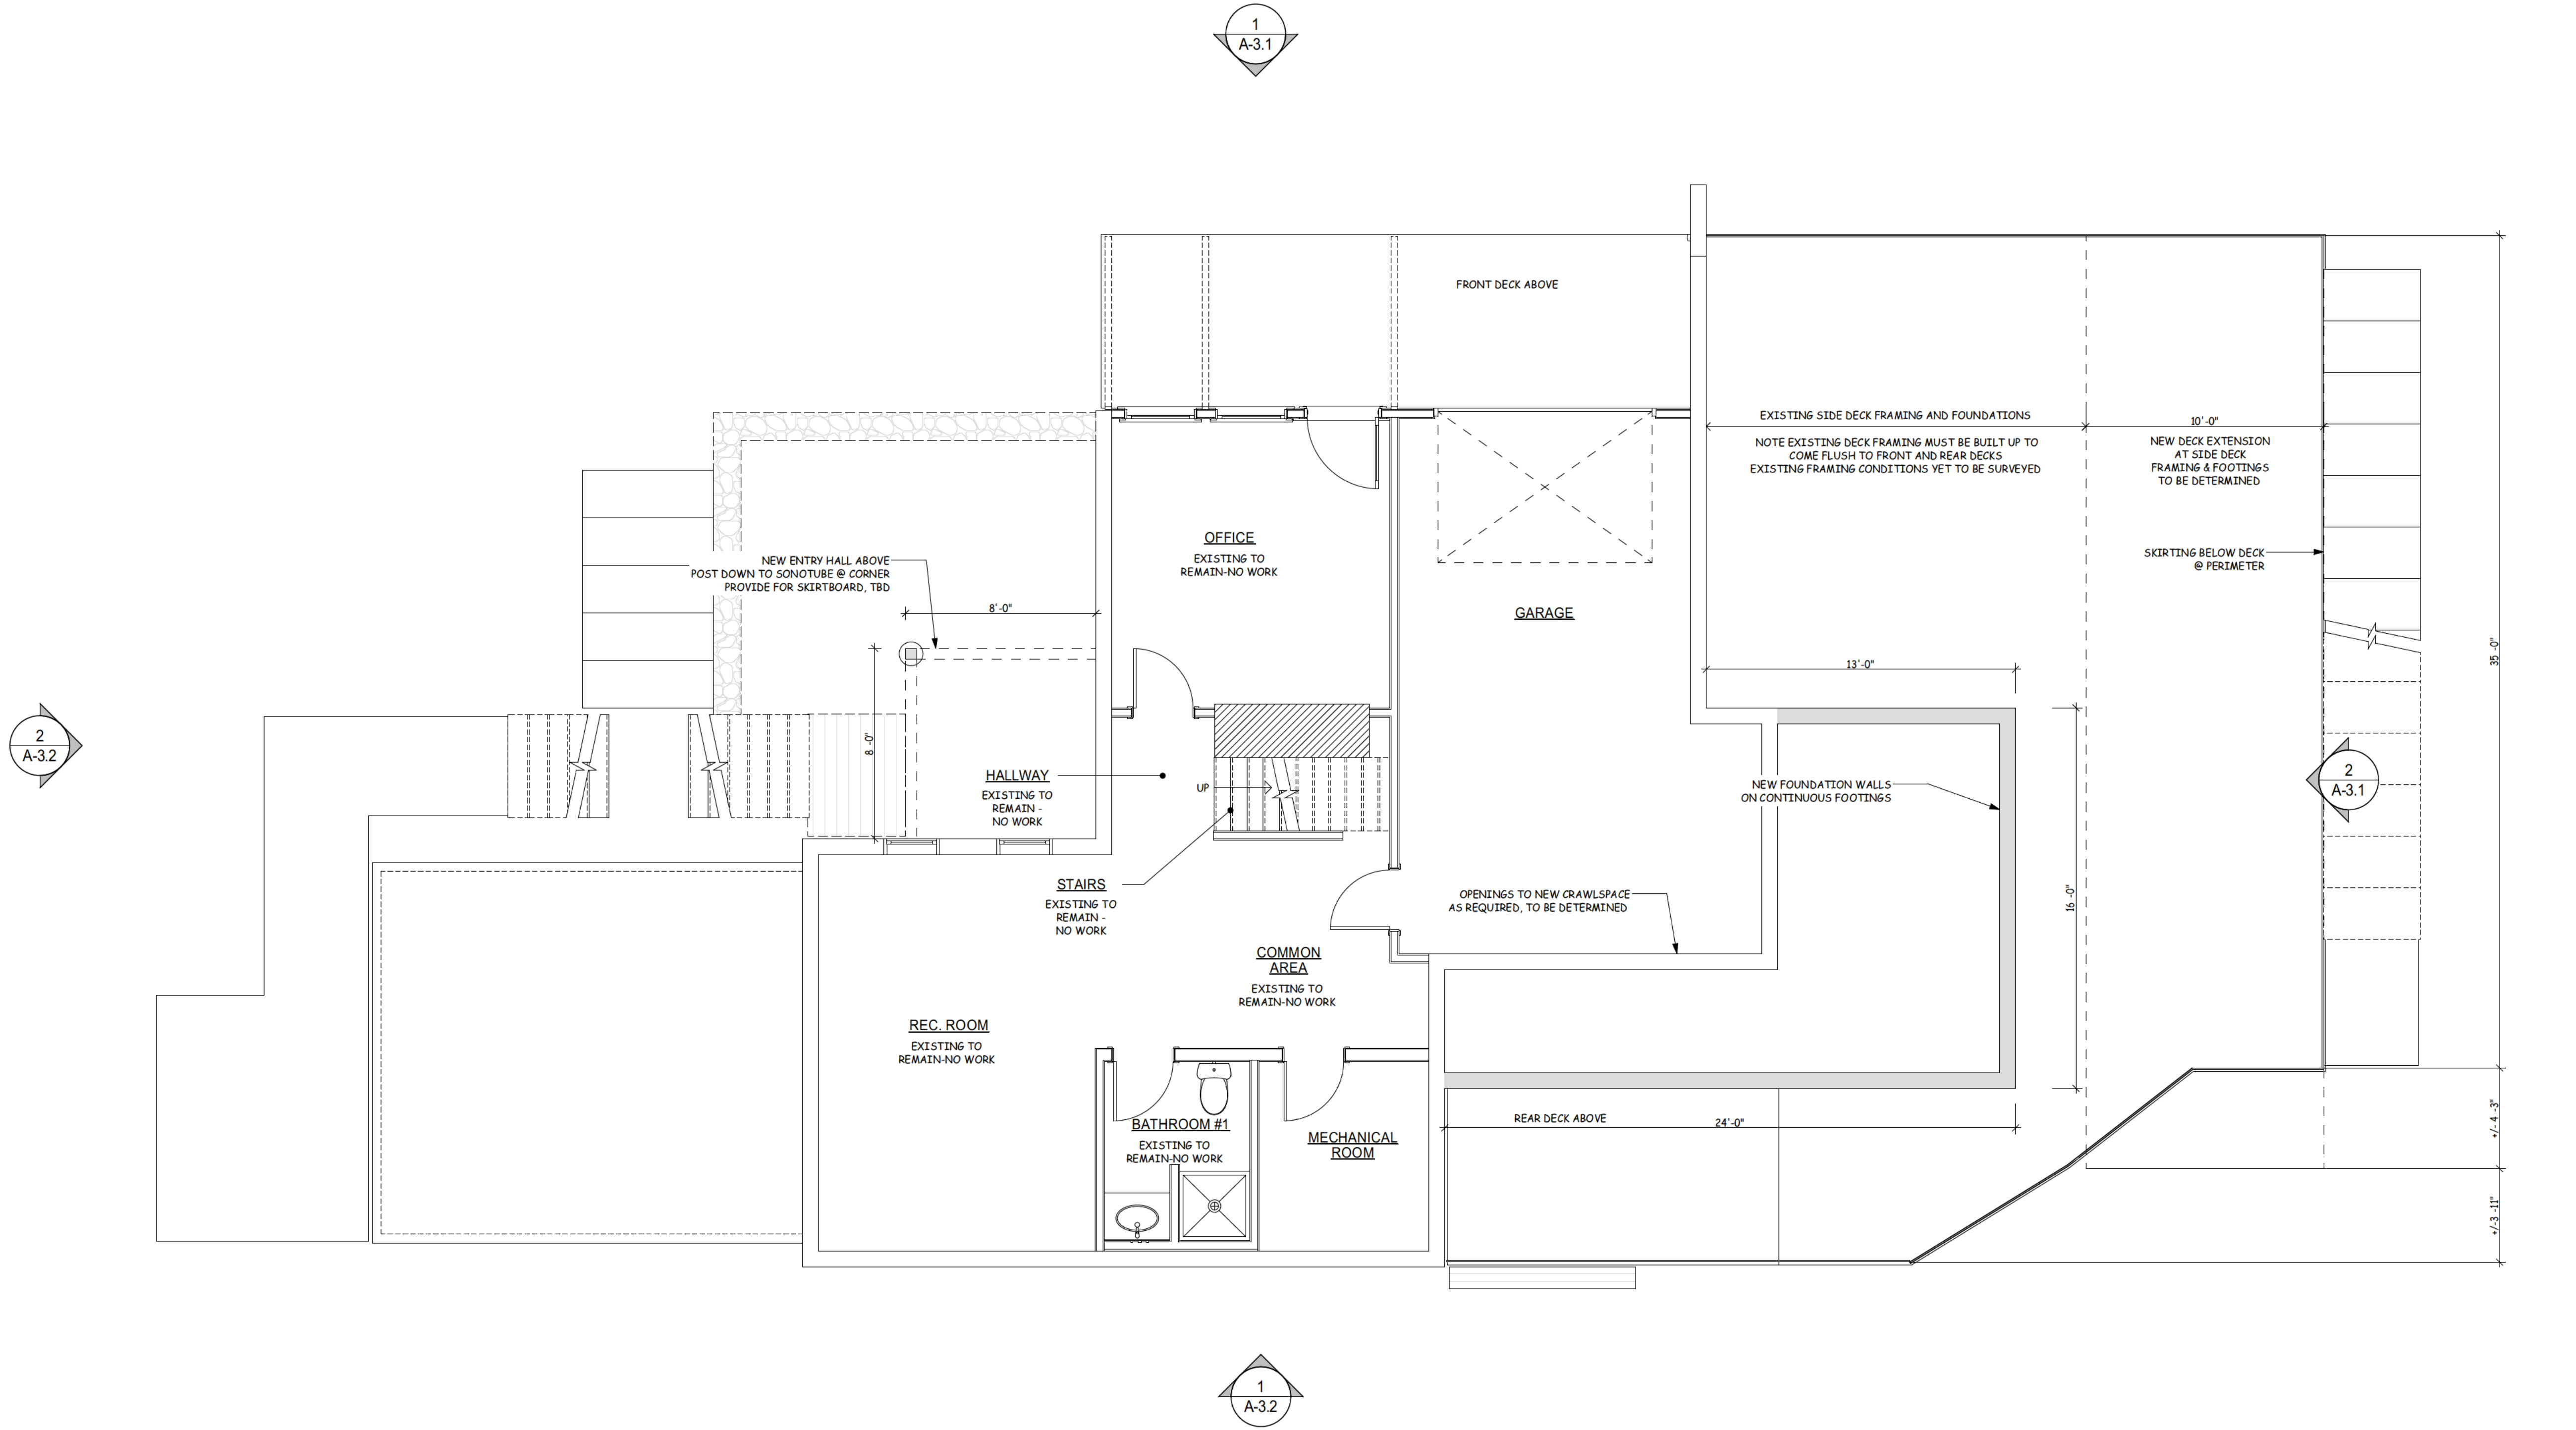 1
A-3.1
FRONT DECK ABOVE
EXISTING SIDE DECK FRAMING AND FOUNDATIONS
NOTE EXISTING DECK FRAMING MUST BE BUILT UP TO
COME FLUSH TO FRONT AND REAR DECKS
EXISTING FRAMING CONDITIONS YET TO BE SURVEYED
10'-0"
NEW DECK EXTENSION
AT SIDE DECK
FRAMING & FOOTINGS
TO BE DETERMINED
SKIRTING BELOW DECK
@ PERIMETER
OFFICE
EXISTING TO
REMAIN-NO WORK
NEW ENTRY HALL ABOVE
POST DOWN TO SONOTUBE @ CORNER
PROVIDE FOR SKIRTBOARD, TBD
8'-0"
GARAGE
35 -0"
13'-0"
2
A-3.2
8 -0"
HALLWAY
EXISTING TO
REMAIN -
NO WORK
UP
NEW FOUNDATION WALLS
ON CONTINUOUS FOOTINGS
2
A-3.1
STAIRS
EXISTING TO
REMAIN -
NO WORK
OPENINGS TO NEW CRAWLSPACE
AS REQUIRED, TO BE DETERMINED
16 -0"
COMMON
AREA
EXISTING TO
REMAIN-NO WORK
REC. ROOM
EXISTING TO
REMAIN-NO WORK
BATHROOM #1
EXISTING TO
REMAIN-NO WORK
MECHANICAL
ROOM
REAR DECK ABOVE
24'-0"
+/- 4 -3"
+/-3 -11"
1
A-3.2